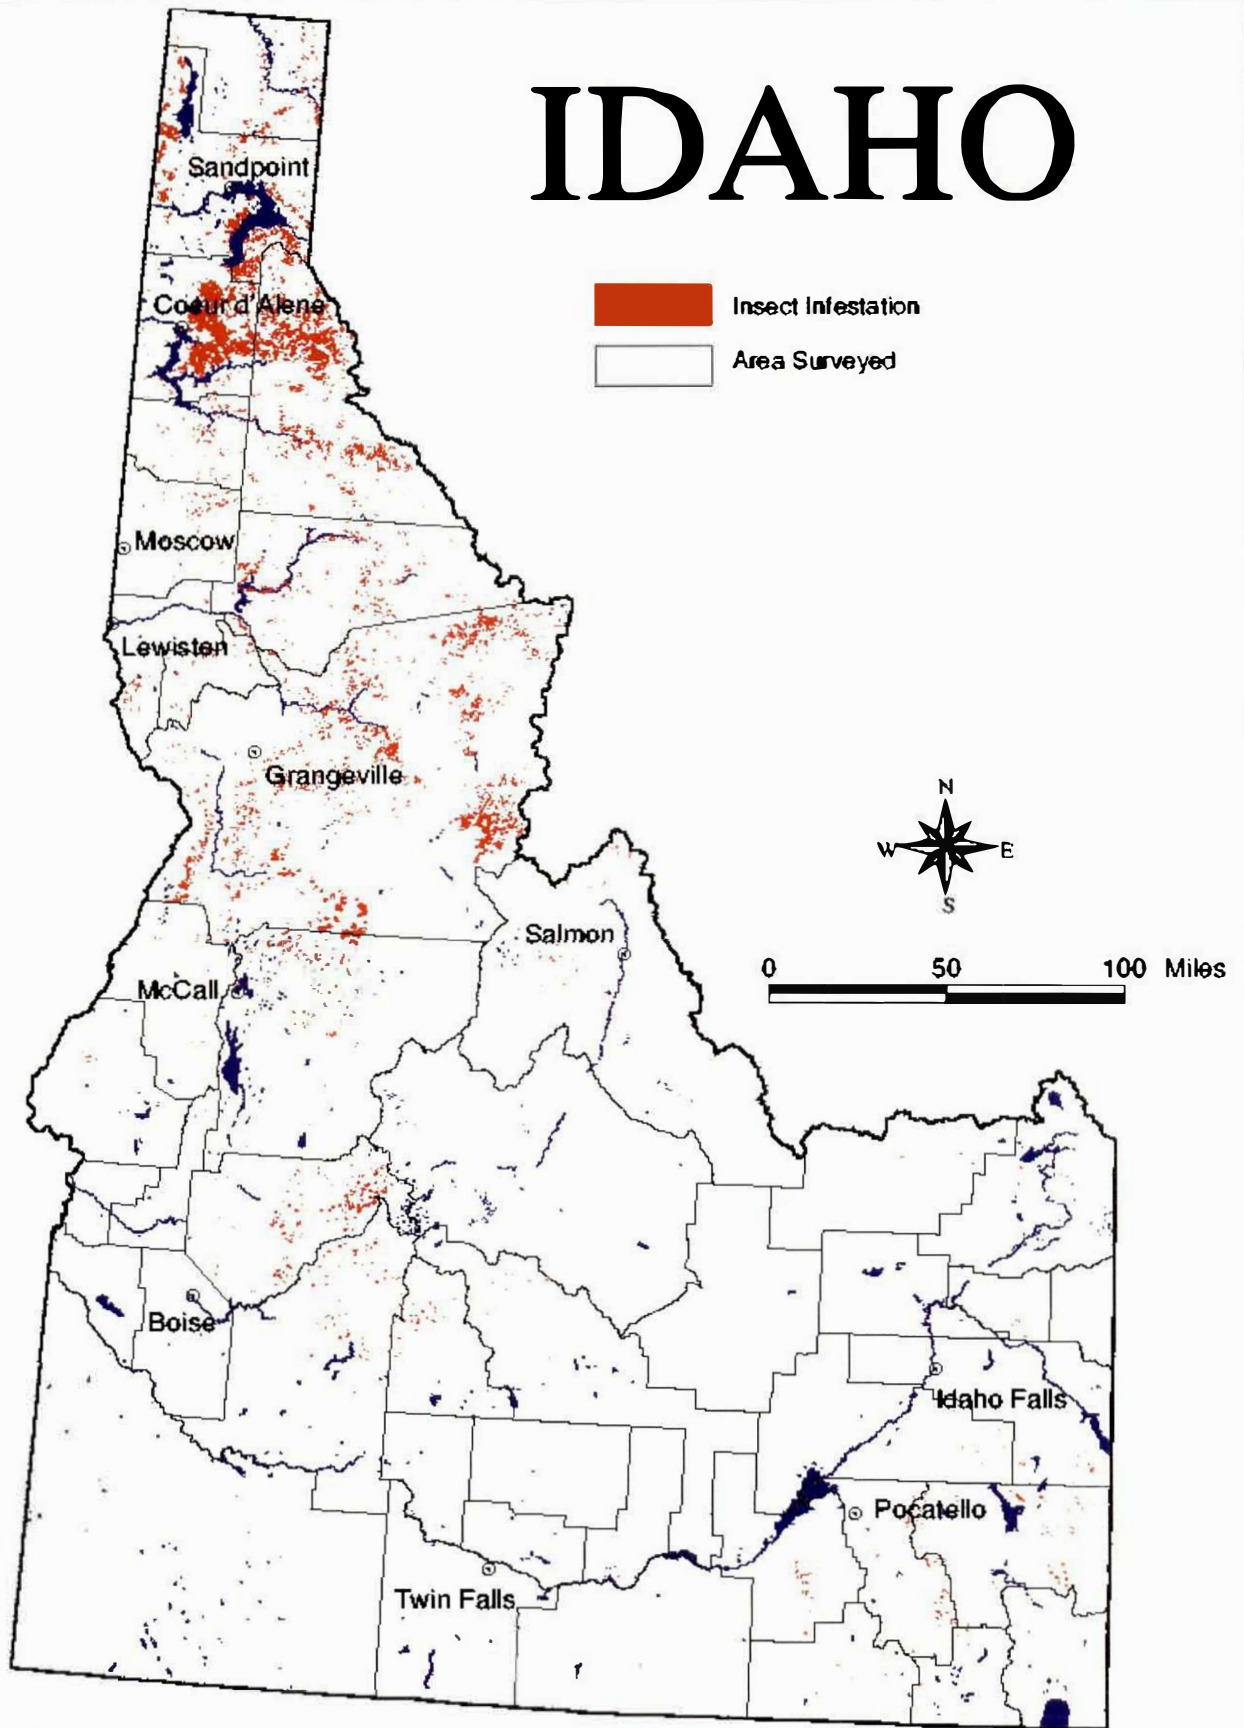 IDAHO
Sandpoint
Coeur d'Alene
Insect Infestation
Area Surveyed
Moscow
Lewisten
Grangeville
N
W E
S
Salmon
0 50 100 Miles
McCall
Boise
Idaho Falls
Pocatello
Twin Falls